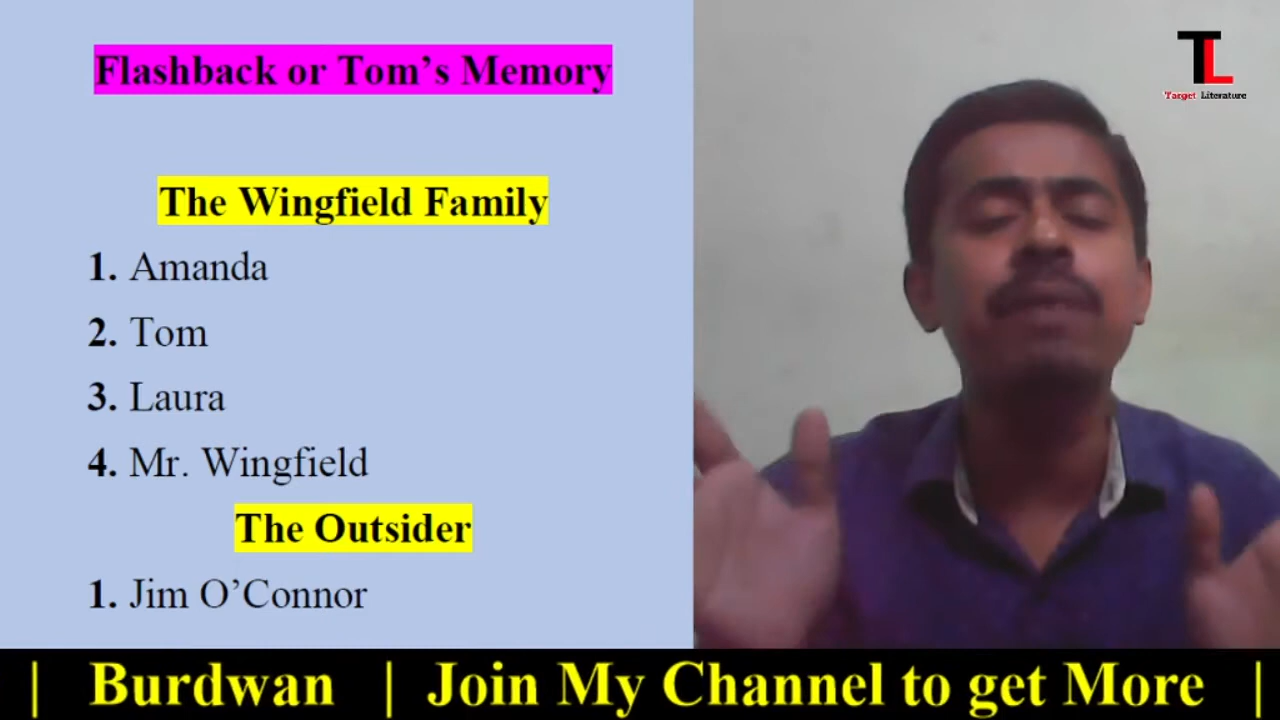 Flashback or Tom's Memory
The Wingfield Family
1. Amanda
2. Tom
3. Laura
4. Mr. Wingfield
The Outsider
1. Jim O'Connor
TL
Target Literature
| Burdwan | Join My Channel to get More |